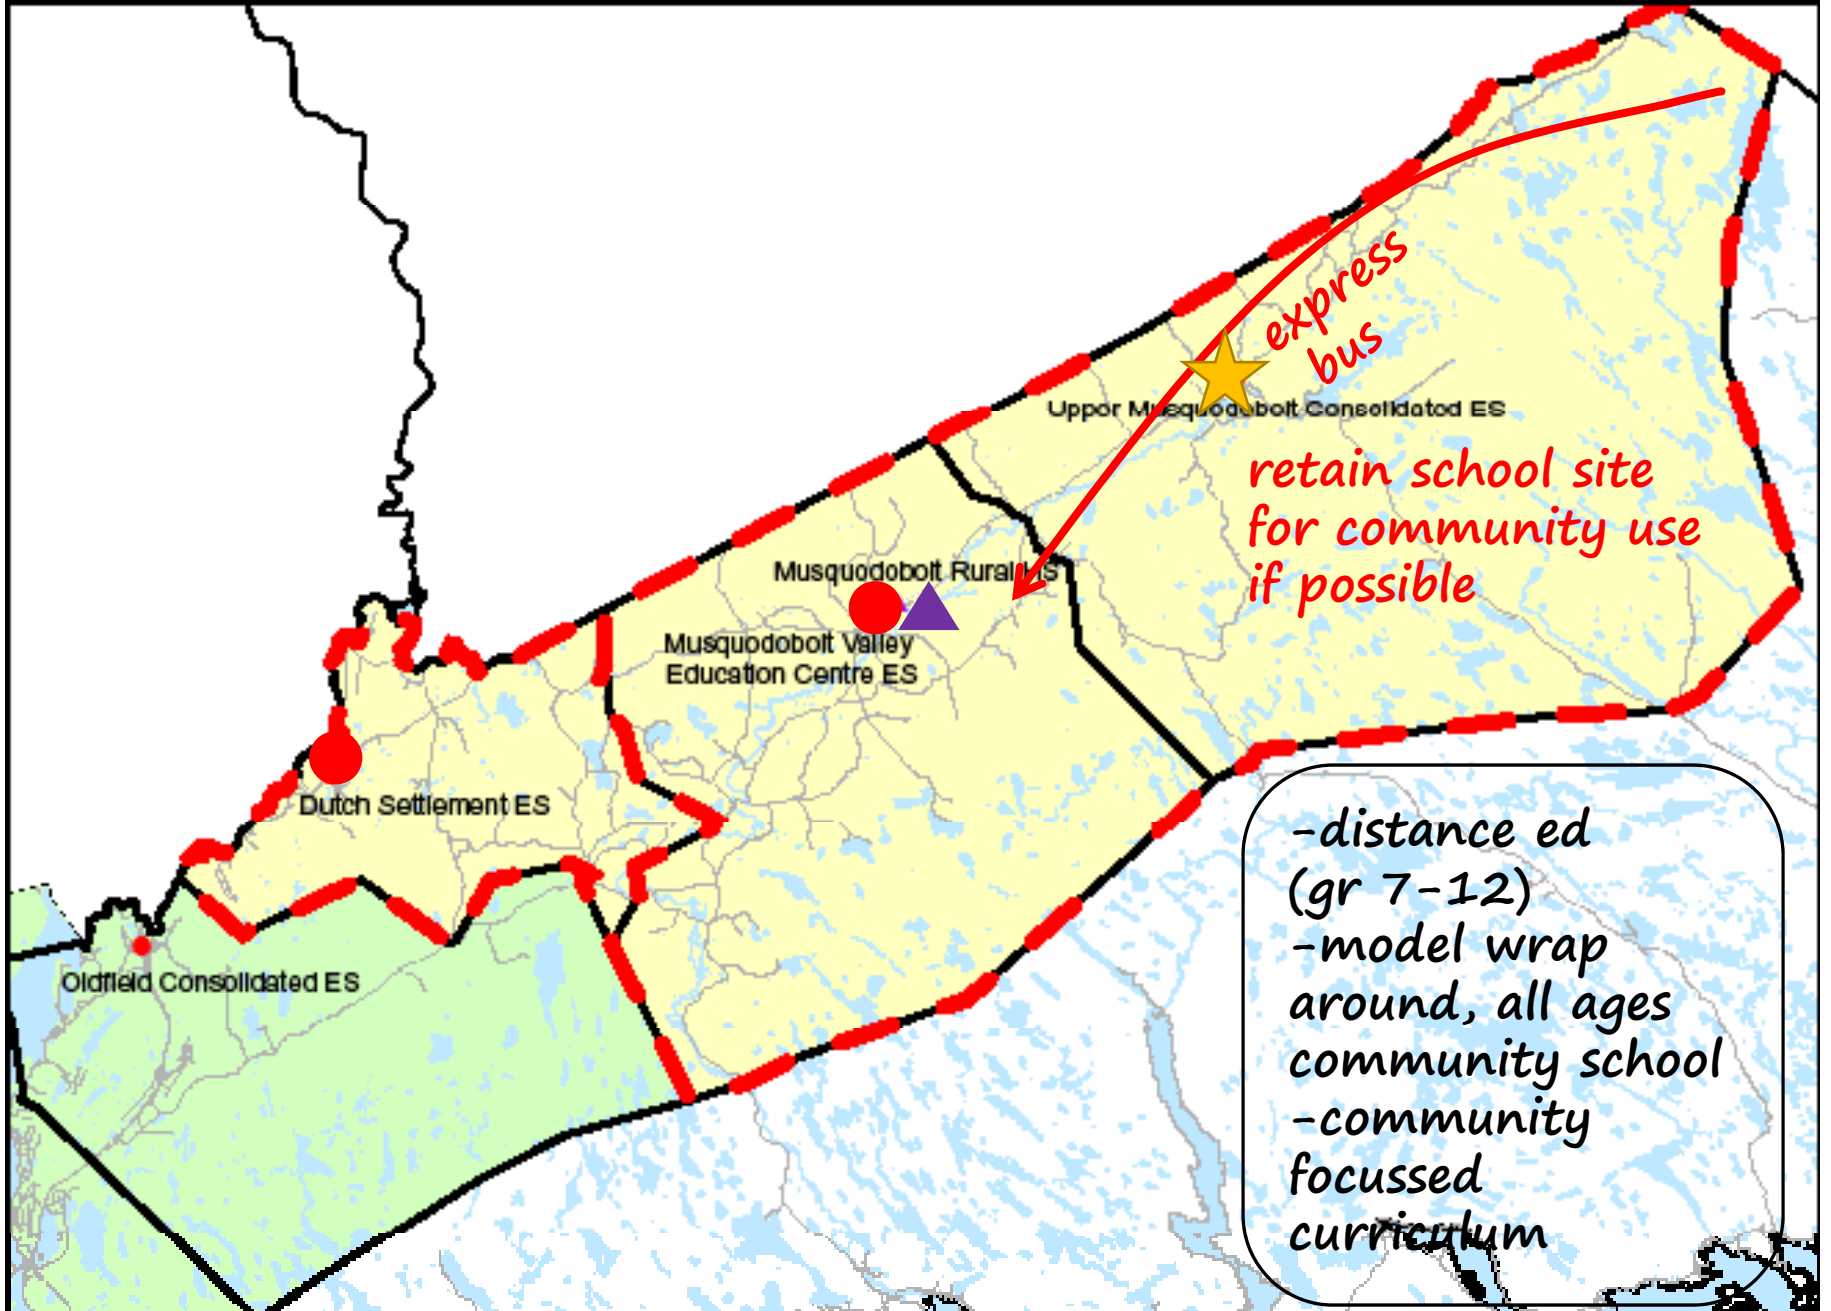 express
bus
Upper Musquodoboit Consolidated ES
retain school site
for community use
if possible
Musquodoboit Rural HS
Musquodoboit Valley
Education Centre ES
Dutch Settlement ES
Oldfield Consolidated ES
-distance ed
(gr 7-12)
-model wrap
around, all ages
community school
-community
focussed
curriculum